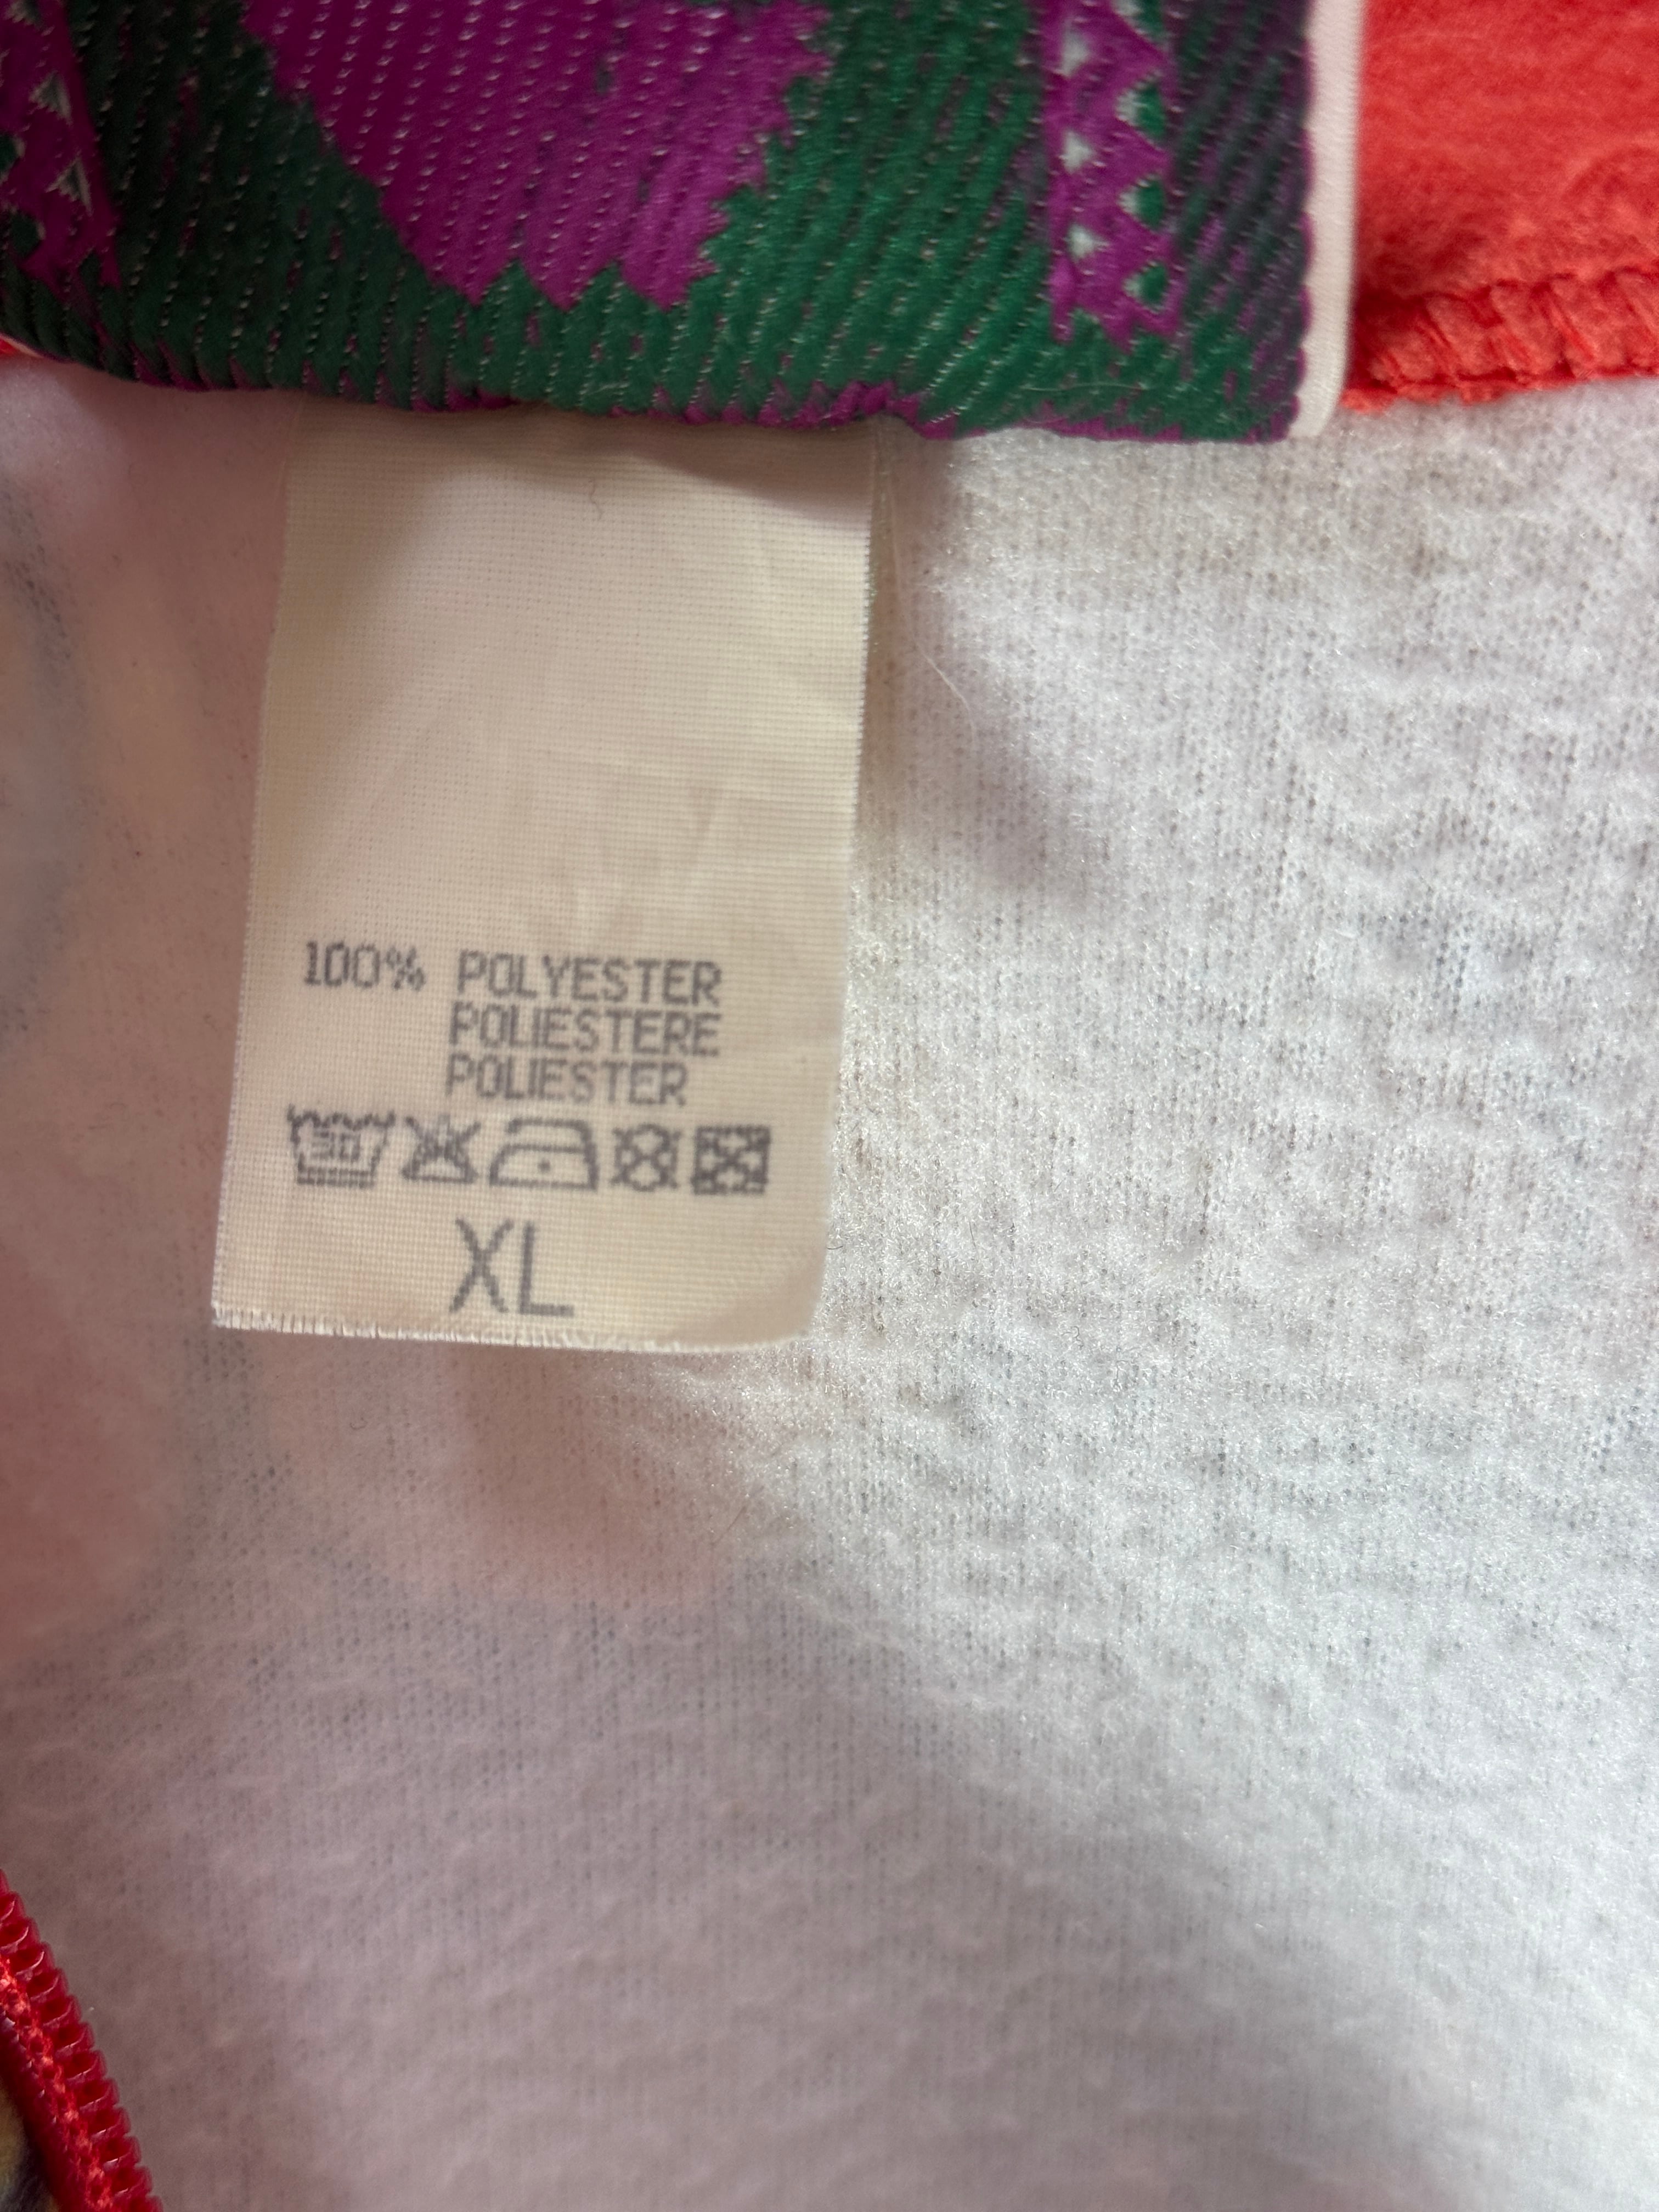 100% POLYESTER
POLIESTERE
POLIESTER
30
XL